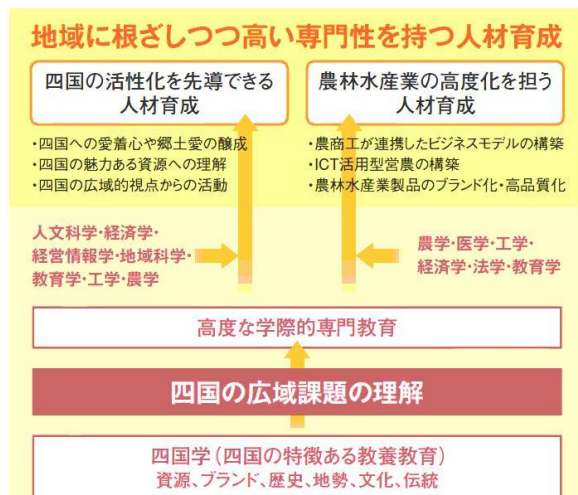 地域に根ざしつつ高い専門性を持つ人材育成
四国の活性化を先導できる
人材育成
農林水産業の高度化を担う
人材育成
・四国への愛着心や郷土愛の醸成
・四国の魅力ある資源への理解
・四国の広域的視点からの活動
・農商工が連携したビジネスモデルの構築
・ICT活用型営農の構築
・農林水産業製品のブランド化・高品質化
人文科学・経済学・
経営情報学・地域科学・
教育学・工学・農学
農学・医学・工学・
経済学・法学・教育学
高度な学際的専門教育
四国の広域課題の理解
四国学（四国の特徴ある教養教育）
資源、ブランド、歴史、地勢、文化、伝統